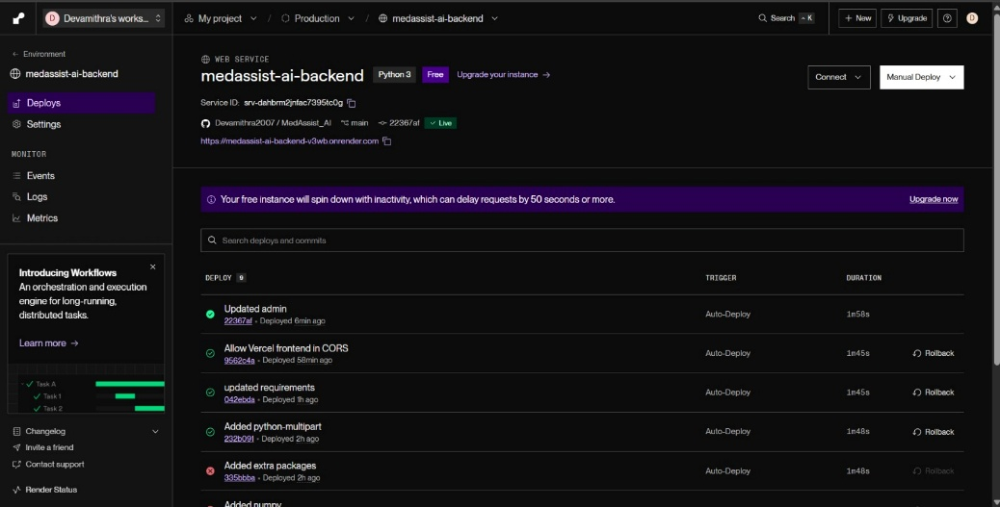 D Devamithra's works...
My project / Production / medassist-ai-backend
Search ^ K
+ New
Upgrade
D
← Environment
medassist-ai-backend
Deploys
Settings
MONITOR
Events
Logs
Metrics
Introducing Workflows
An orchestration and execution
engine for long-running,
distributed tasks.
Learn more →
Task A
Task 1
Task 2
Changelog
Invite a friend
Contact support
Render Status
WEB SERVICE
medassist-ai-backend Python 3 Free Upgrade your instance →
Connect
Manual Deploy
Service ID: srv-dahbrm2jnfac7395tc0g
Devamithra2007 / MedAssist_AI main 22367af Live
https://medassist-ai-backend-v3wb.onrender.com
Your free instance will spin down with inactivity, which can delay requests by 50 seconds or more. Upgrade now
Search deploys and commits
DEPLOY 9 TRIGGER DURATION
Updated admin
22367af • Deployed 6min ago
Auto-Deploy 1m58s
Allow Vercel frontend in CORS
9562c4a • Deployed 58min ago
Auto-Deploy 1m45s Rollback
updated requirements
042ebda • Deployed 1h ago
Auto-Deploy 1m45s Rollback
Added python-multipart
232b091 • Deployed 2h ago
Auto-Deploy 1m48s Rollback
Added extra packages
335bbba • Deployed 2h ago
Auto-Deploy 1m48s Rollback
Added numpy